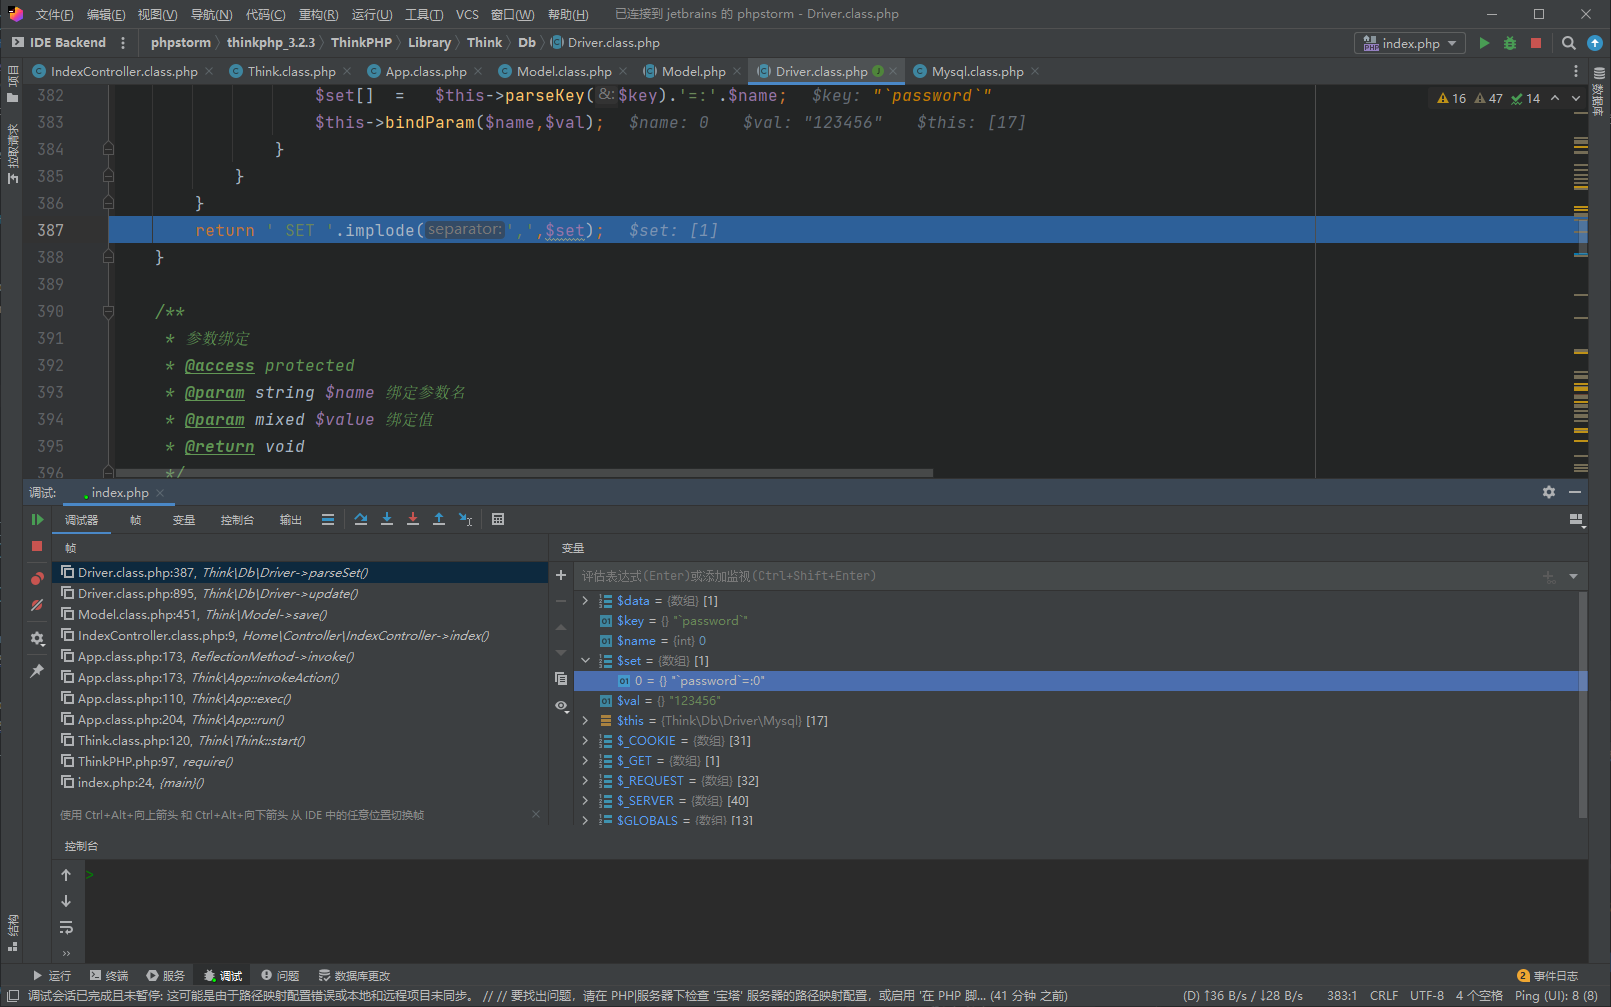 文件(F) 编辑(E) 视图(V) 导航(N) 代码(C) 重构(R) 运行(U) 工具(T) VCS 窗口(W) 帮助(H) 已连接到 jetbrains 的 phpstorm - Driver.class.php
IDE Backend phpstorm thinkphp_3.2.3 ThinkPHP Library Think Db Driver.class.php index.php
IndexController.class.php Think.class.php App.class.php Model.class.php Model.php Driver.class.php Mysql.class.php
项目
拉取请求
数据库
16 47 14
382 $set[] = $this->parseKey(&:$key).'=:'.$name; $key: "`password`"
383 $this->bindParam($name,$val); $name: 0 $val: "123456" $this: [17]
384 }
385 }
386 }
387 return ' SET '.implode(separator: ',',$set); $set: [1]
388 }
389
390 /**
391 * 参数绑定
392 * @access protected
393 * @param string $name 绑定参数名
394 * @param mixed $value 绑定值
395 * @return void
396 */
调试: index.php
调试器 帧 变量 控制台 输出
帧
Driver.class.php:387, Think\Db\Driver->parseSet()
Driver.class.php:895, Think\Db\Driver->update()
Model.class.php:451, Think\Model->save()
IndexController.class.php:9, Home\Controller\IndexController->index()
App.class.php:173, ReflectionMethod->invoke()
App.class.php:173, Think\App::invokeAction()
App.class.php:110, Think\App::exec()
App.class.php:204, Think\App::run()
Think.class.php:120, Think\Think::start()
ThinkPHP.php:97, require()
index.php:24, {main}()
使用 Ctrl+Alt+向上箭头 和 Ctrl+Alt+向下箭头 从 IDE 中的任意位置切换帧
变量
评估表达式(Enter)或添加监视(Ctrl+Shift+Enter)
$data = {数组} [1]
$key = {} "`password`"
$name = {int} 0
$set = {数组} [1]
0 = {} "`password`=:0"
$val = {} "123456"
$this = {Think\Db\Driver\Mysql} [17]
$_COOKIE = {数组} [31]
$_GET = {数组} [1]
$_REQUEST = {数组} [32]
$_SERVER = {数组} [40]
$GLOBALS = {数组} [13]
控制台
>
结构
运行 终端 服务 调试 问题 数据库更改 2 事件日志
调试会话已完成且未暂停: 这可能是由于路径映射配置错误或本地和远程项目未同步。 // // 要找出问题，请在 PHP|服务器下检查 '宝塔' 服务器的路径映射配置，或启用 '在 PHP 脚... (41 分钟 之前) (D) ↑36 B/s / ↓28 B/s 383:1 CRLF UTF-8 4 个空格 Ping (UI): 8 (8)